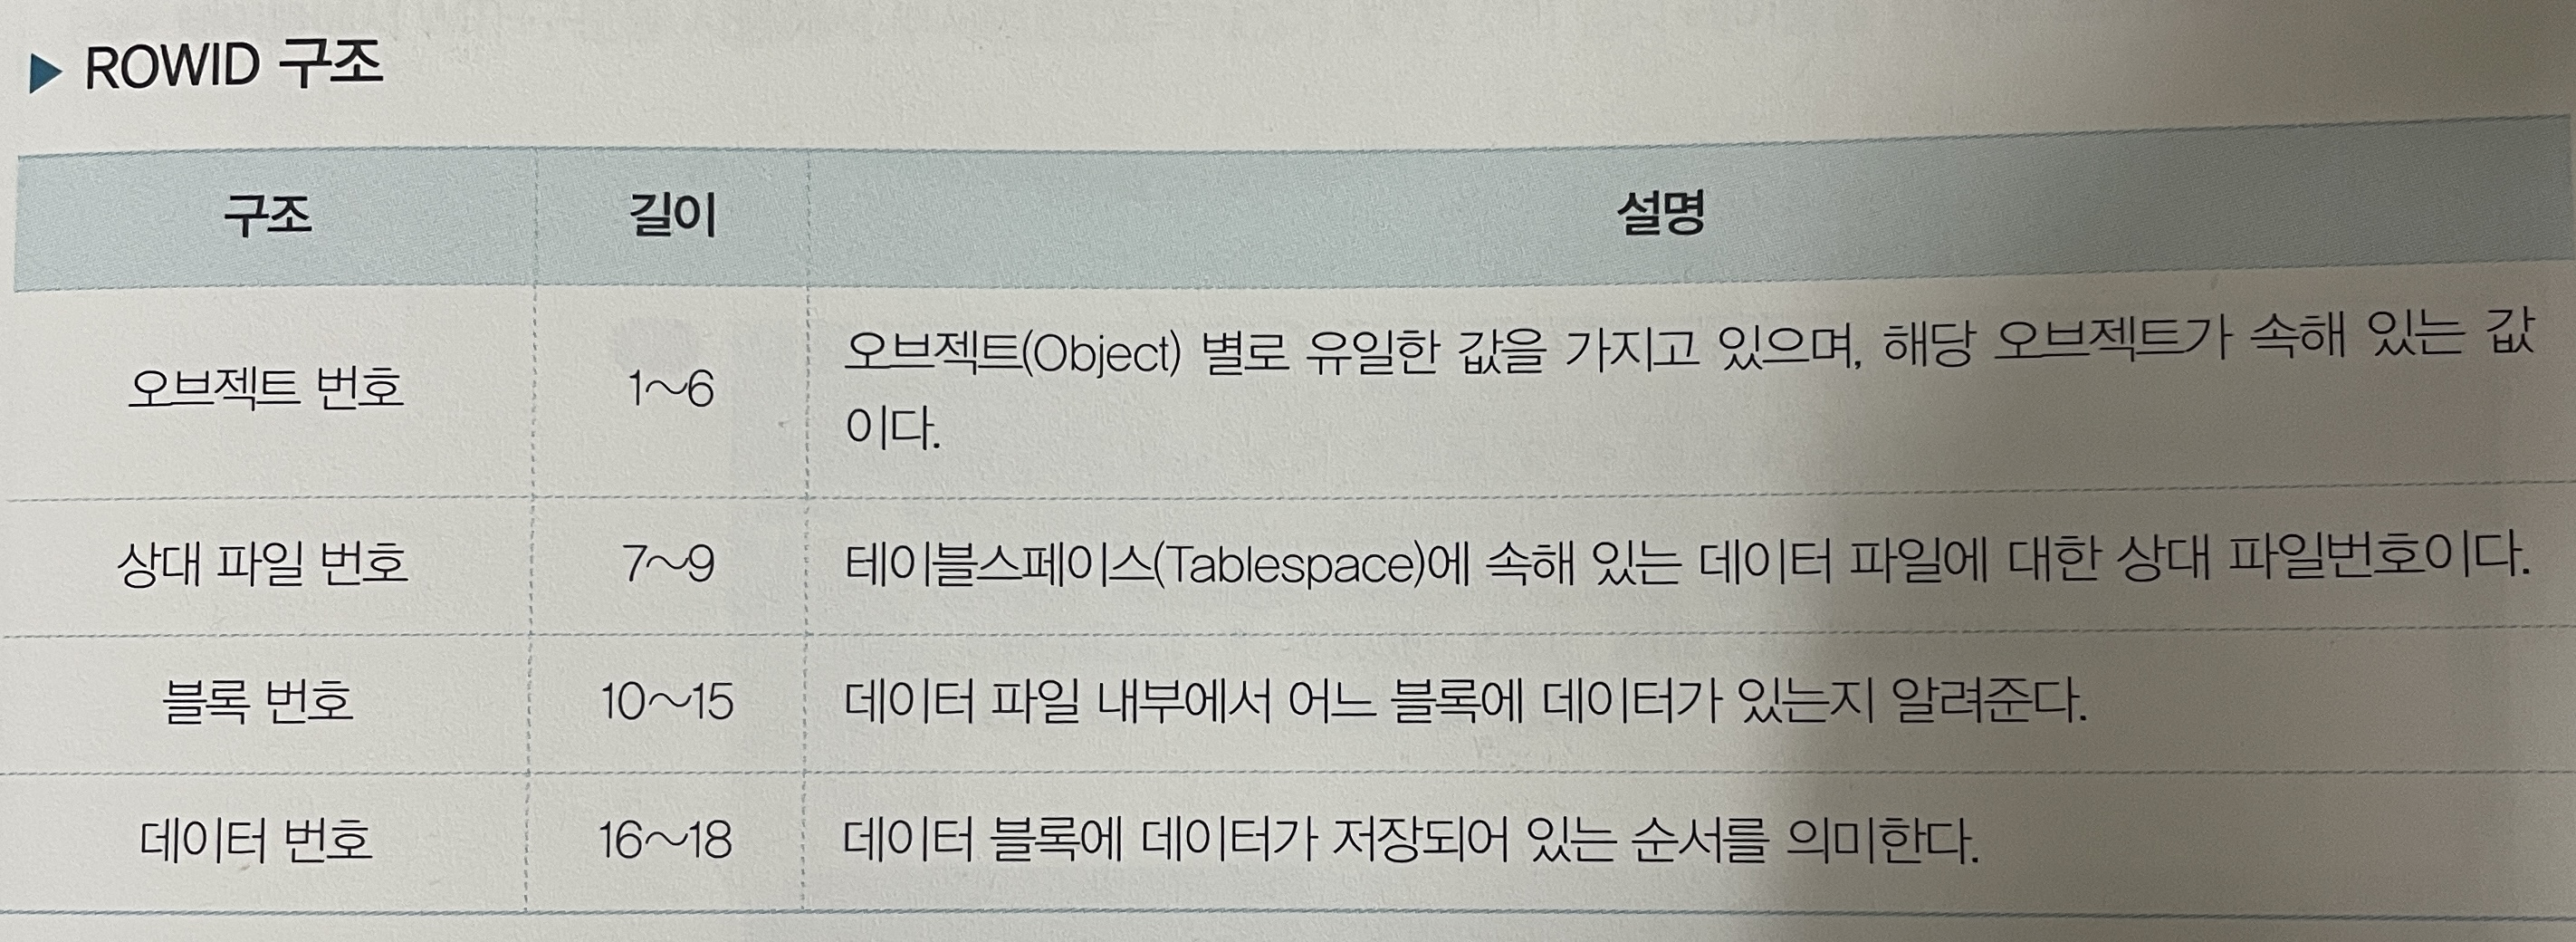 ▶ ROWID 구조
구조 길이 설명
오브젝트 번호 1~6 오브젝트(Object) 별로 유일한 값을 가지고 있으며, 해당 오브젝트가 속해 있는 값
이다.
상대 파일 번호 7~9 테이블스페이스(Tablespace)에 속해 있는 데이터 파일에 대한 상대 파일번호이다.
블록 번호 10~15 데이터 파일 내부에서 어느 블록에 데이터가 있는지 알려준다.
데이터 번호 16~18 데이터 블록에 데이터가 저장되어 있는 순서를 의미한다.